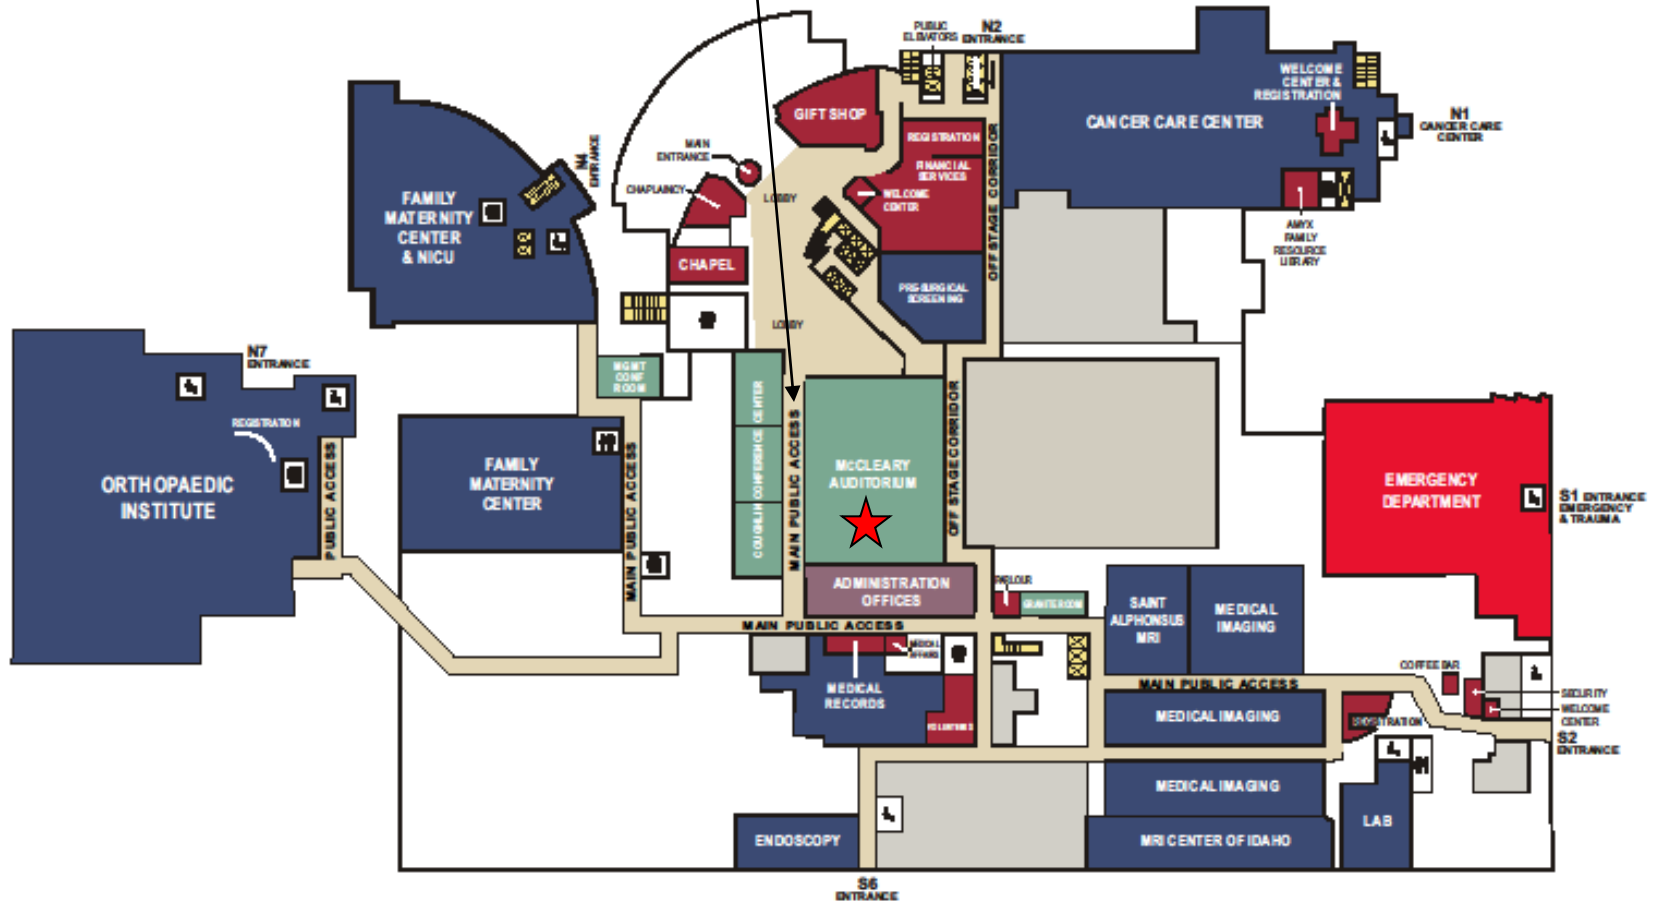 PUBLIC
ELEVATORS
N2
ENTRANCE
WELCOME
CENTER &
REGISTRATION
N1
CANCER CARE
CENTER
CANCER CARE CENTER
GIFT SHOP
REGISTRATION
FINANCIAL
SERVICES
WELCOME
CENTER
OFF STAGE CORRIDOR
MAIN
ENTRANCE
CHAPLAINCY
LOBBY
N4
ENTRANCE
FAMILY
MATERNITY
CENTER
& NICU
CHAPEL
AMYX
FAMILY
RESOURCE
LIBRARY
PRE-SURGICAL
SCREENING
LOBBY
N7
ENTRANCE
MGMT
CONF
ROOM
REGISTRATION
ORTHOPAEDIC
INSTITUTE
PUBLIC ACCESS
FAMILY
MATERNITY
CENTER
MAIN PUBLIC ACCESS
COUGHLIN CONFERENCE CENTER
MAIN PUBLIC ACCESS
McCLEARY
AUDITORIUM
OFF STAGE CORRIDOR
EMERGENCY
DEPARTMENT
S1 ENTRANCE
EMERGENCY
& TRAUMA
ADMINISTRATION
OFFICES
PARLOUR
SAINT
ALPHONSUS
MRI
MEDICAL
IMAGING
MAIN PUBLIC ACCESS
MEDICAL
RECORDS
VOLUNTEERS
MAIN PUBLIC ACCESS
COFFEE BAR
SECURITY
WELCOME
CENTER
S2
ENTRANCE
MEDICAL IMAGING
REGISTRATION
MEDICAL IMAGING
LAB
ENDOSCOPY
MRI CENTER OF IDAHO
S6
ENTRANCE